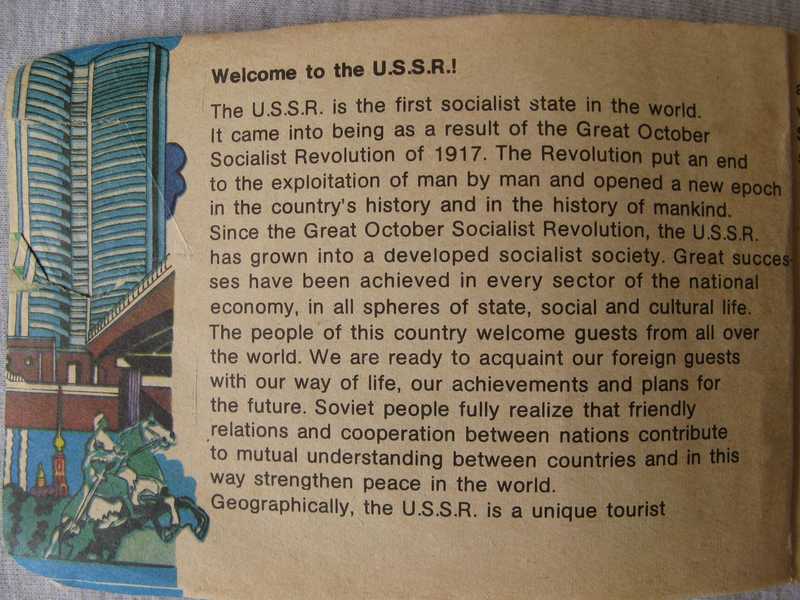 Welcome to the U.S.S.R.!
The U.S.S.R. is the first socialist state in the world.
It came into being as a result of the Great October
Socialist Revolution of 1917. The Revolution put an end
to the exploitation of man by man and opened a new epoch
in the country's history and in the history of mankind.
Since the Great October Socialist Revolution, the U.S.S.R.
has grown into a developed socialist society. Great succes-
ses have been achieved in every sector of the national
economy, in all spheres of state, social and cultural life.
The people of this country welcome guests from all over
the world. We are ready to acquaint our foreign guests
with our way of life, our achievements and plans for
the future. Soviet people fully realize that friendly
relations and cooperation between nations contribute
to mutual understanding between countries and in this
way strengthen peace in the world.
Geographically, the U.S.S.R. is a unique tourist